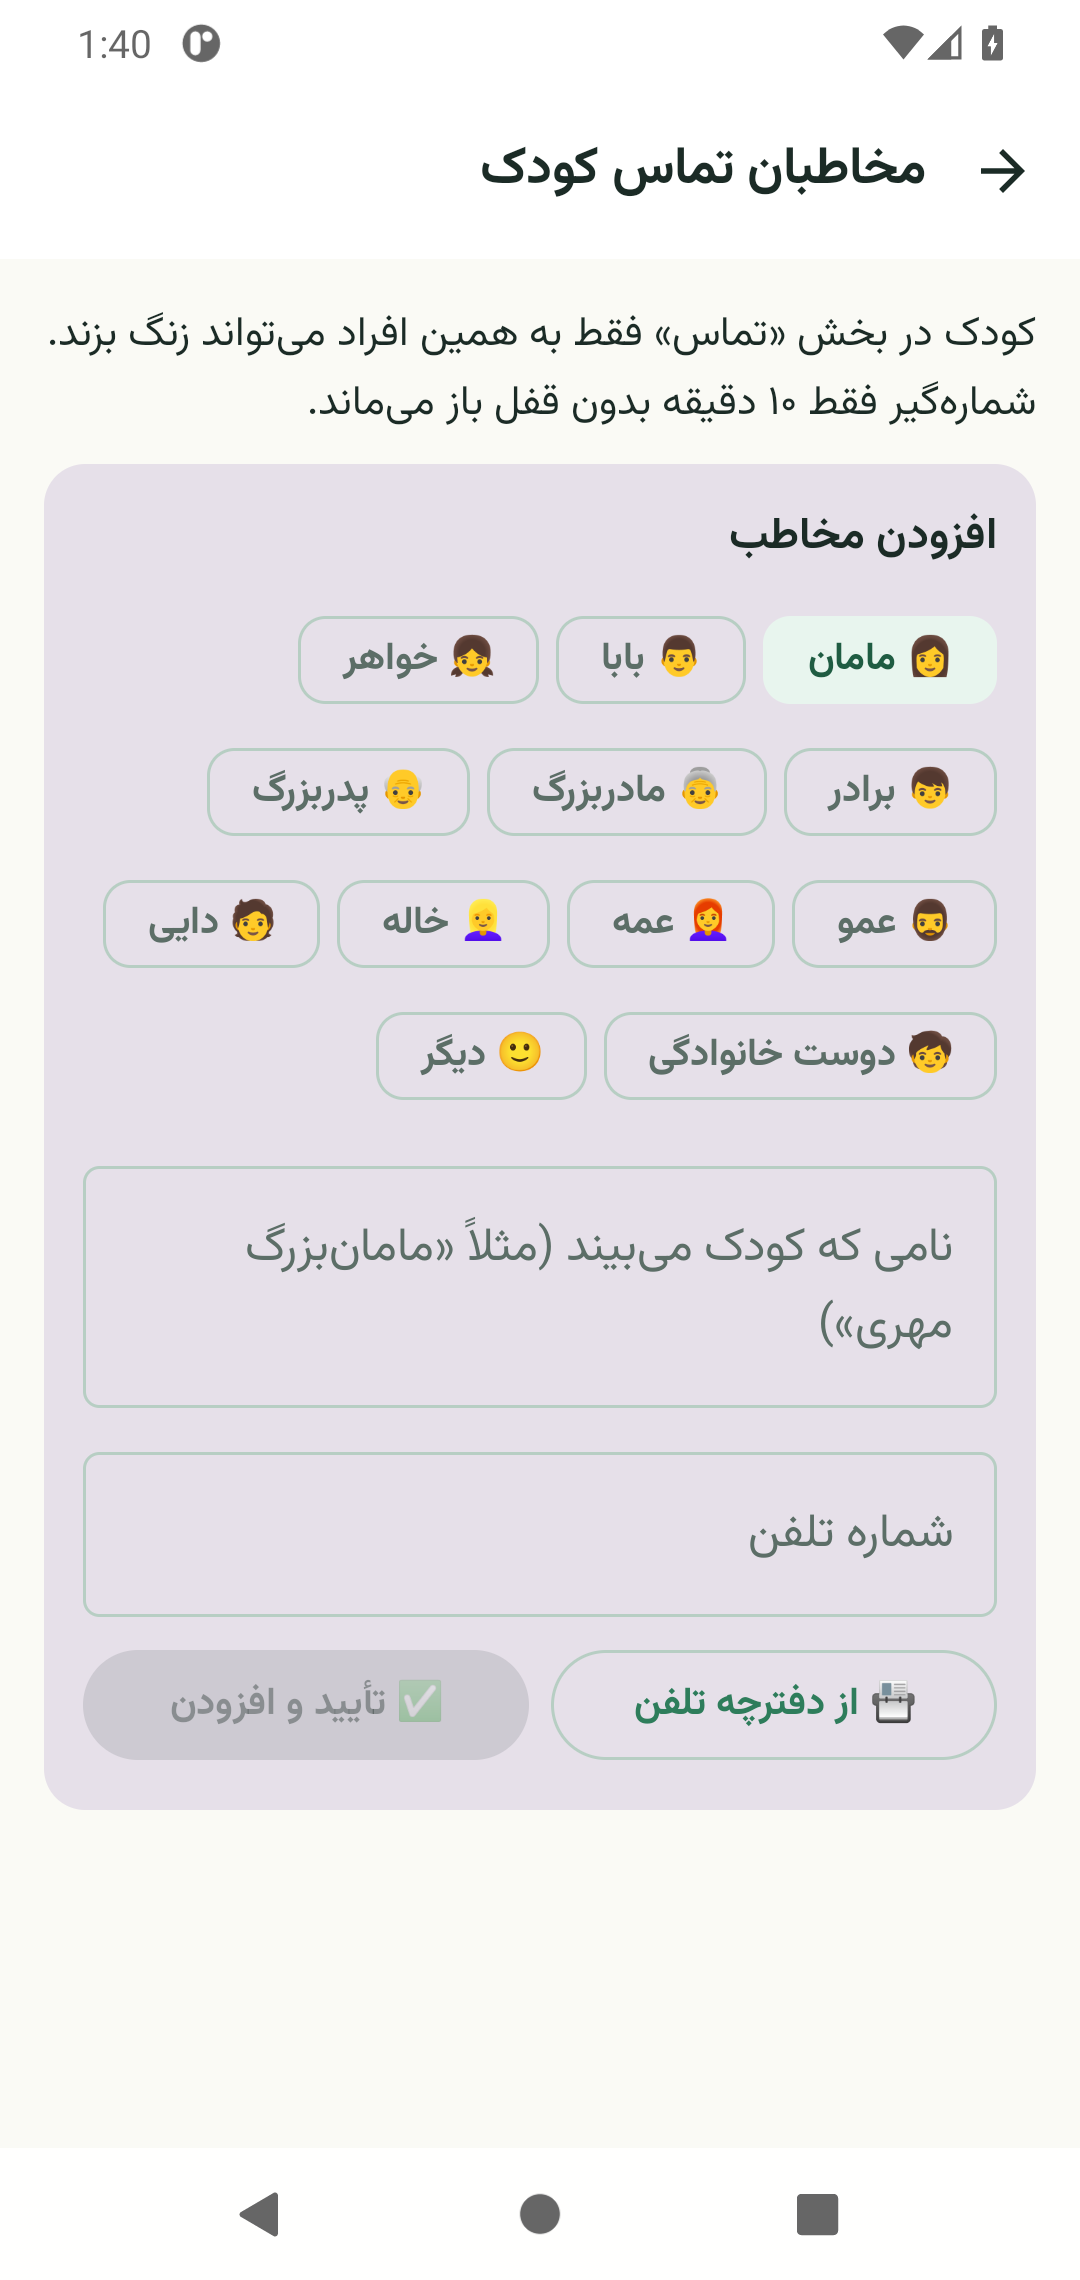 1:40
مخاطبان تماس کودک
کودک در بخش «تماس» فقط به همین افراد می‌تواند زنگ بزند.
شماره‌گیر فقط ۱۰ دقیقه بدون قفل باز می‌ماند.
افزودن مخاطب
👩 مامان
👨 بابا
👧 خواهر
👦 برادر
👵 مادربزرگ
👴 پدربزرگ
🧔 عمو
👩‍🦰 عمه
👱‍♀️ خاله
🧑 دایی
🧒 دوست خانوادگی
🙂 دیگر
نامی که کودک می‌بیند (مثلاً «مامان‌بزرگ
مهری»)
شماره تلفن
📇 از دفترچه تلفن
✅ تأیید و افزودن